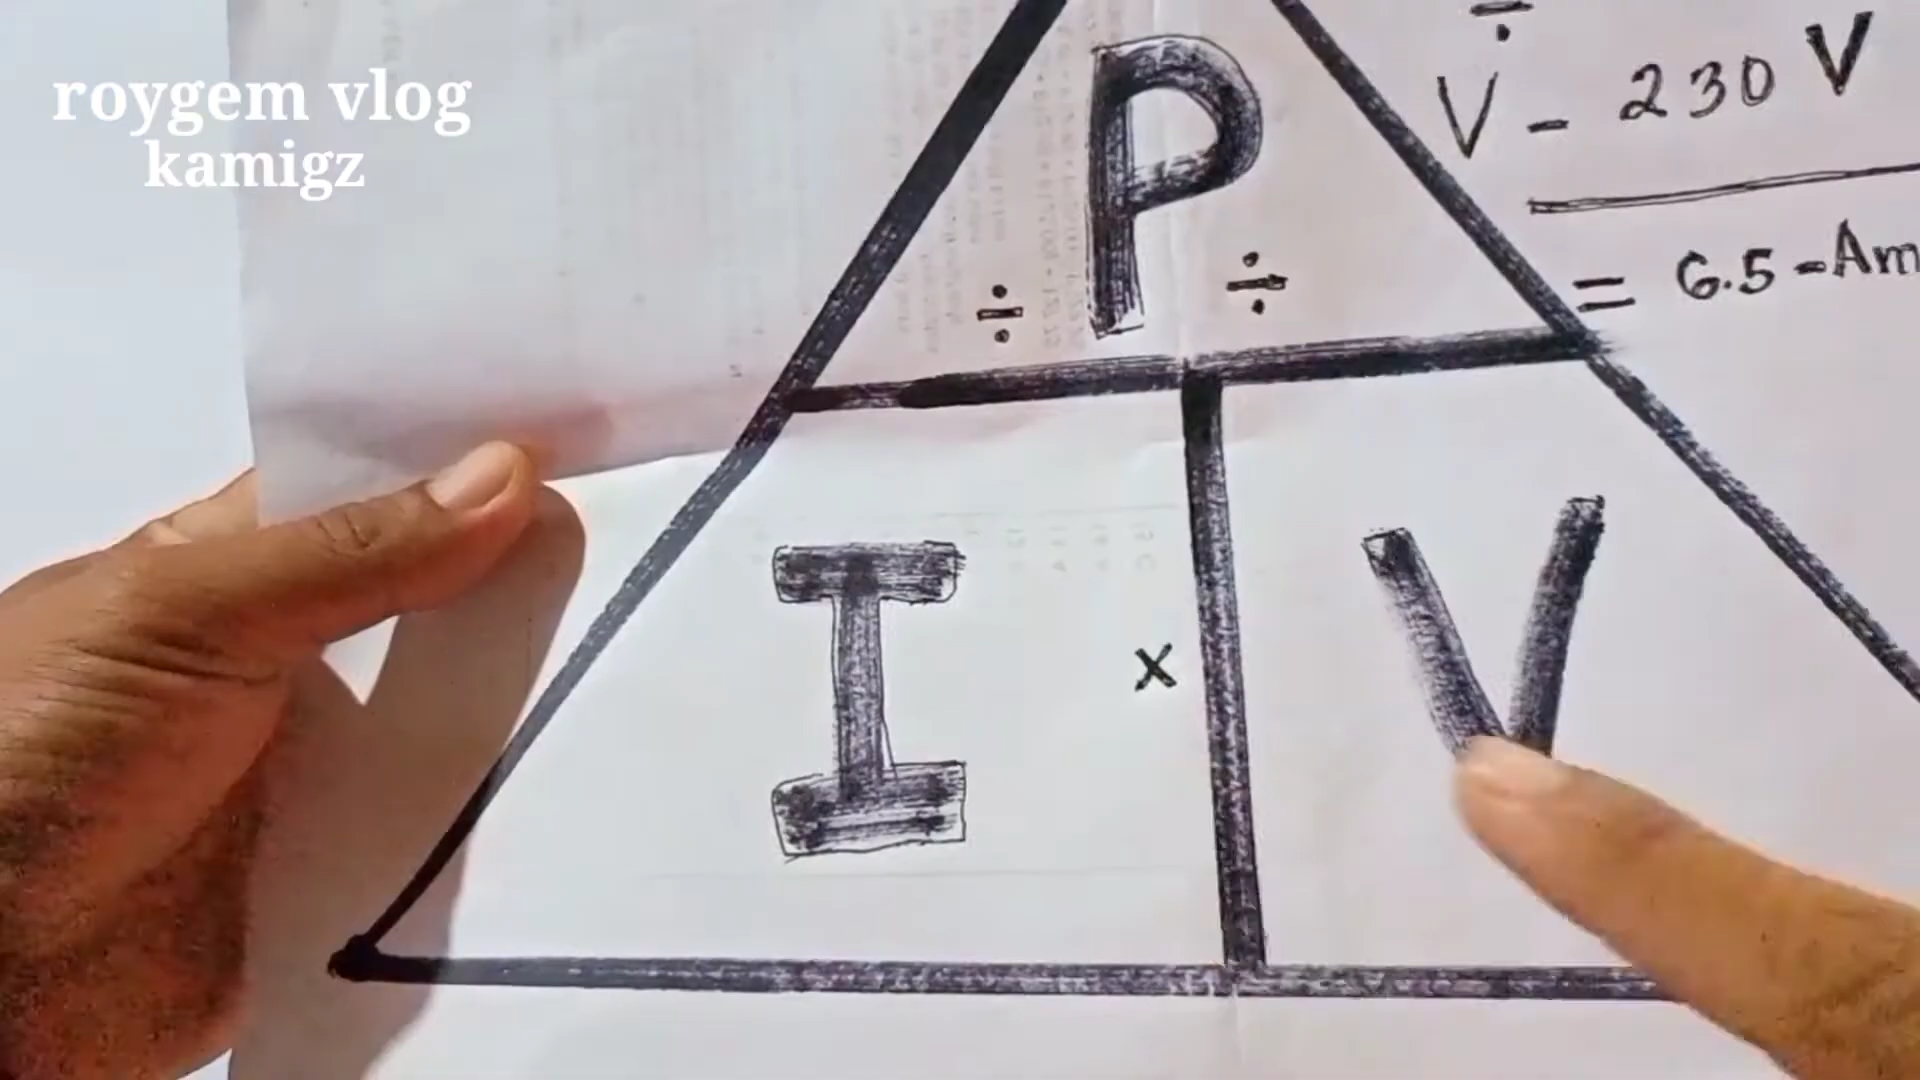 roygem vlog
kamigz
÷
V - 230 V
= 6.5 - Am
P
÷ ÷
I x V